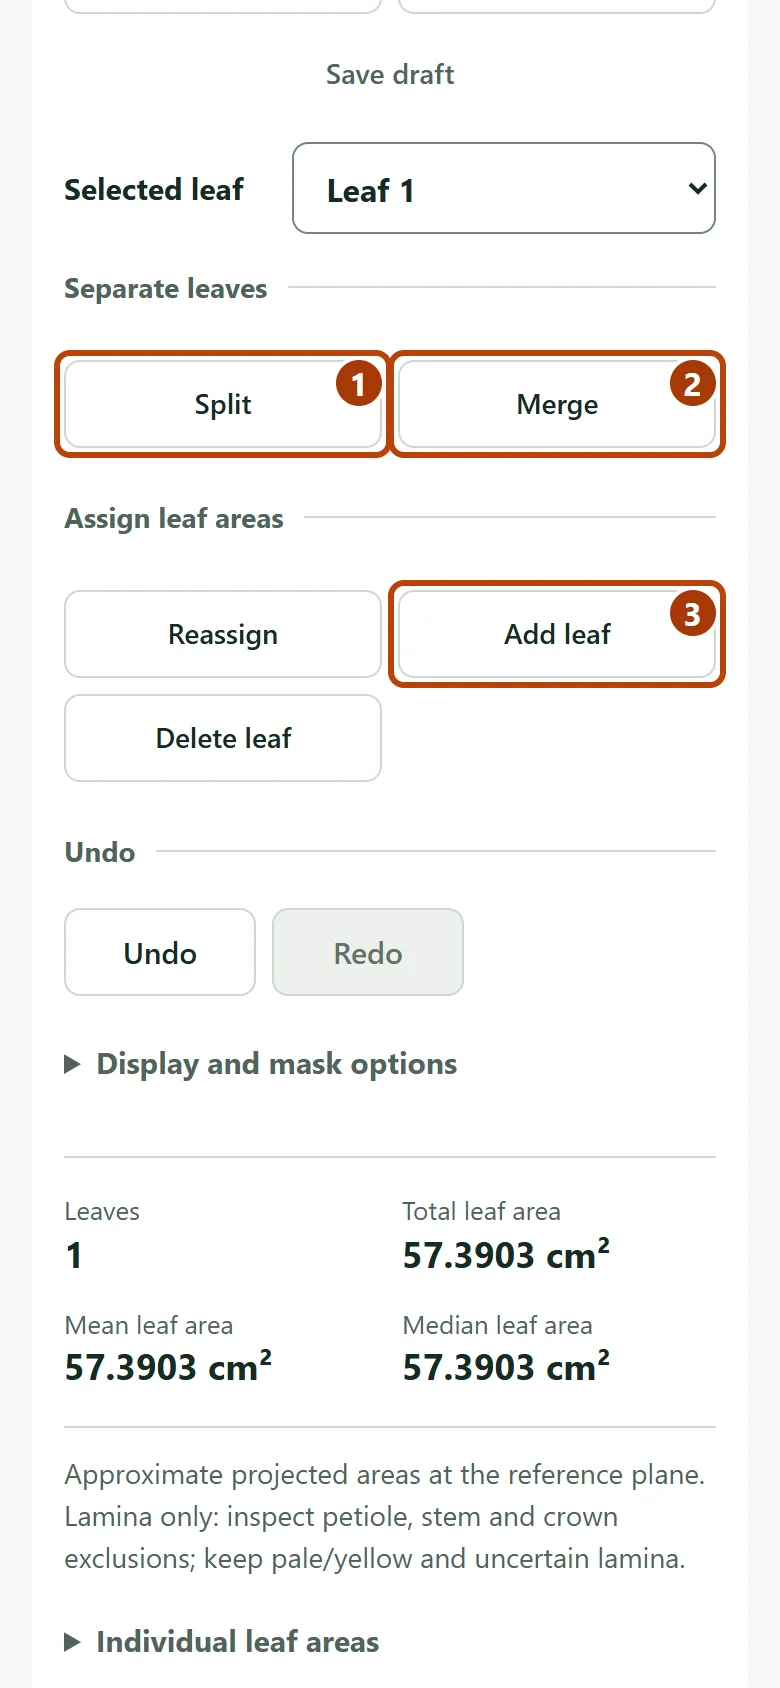 Save draft
Selected leaf
Leaf 1
Separate leaves
Split
1
Merge
2
Assign leaf areas
Reassign
Add leaf
3
Delete leaf
Undo
Undo
Redo
Display and mask options
Leaves
1
Total leaf area
57.3903 cm²
Mean leaf area
57.3903 cm²
Median leaf area
57.3903 cm²
Approximate projected areas at the reference plane.
Lamina only: inspect petiole, stem and crown
exclusions; keep pale/yellow and uncertain lamina.
Individual leaf areas